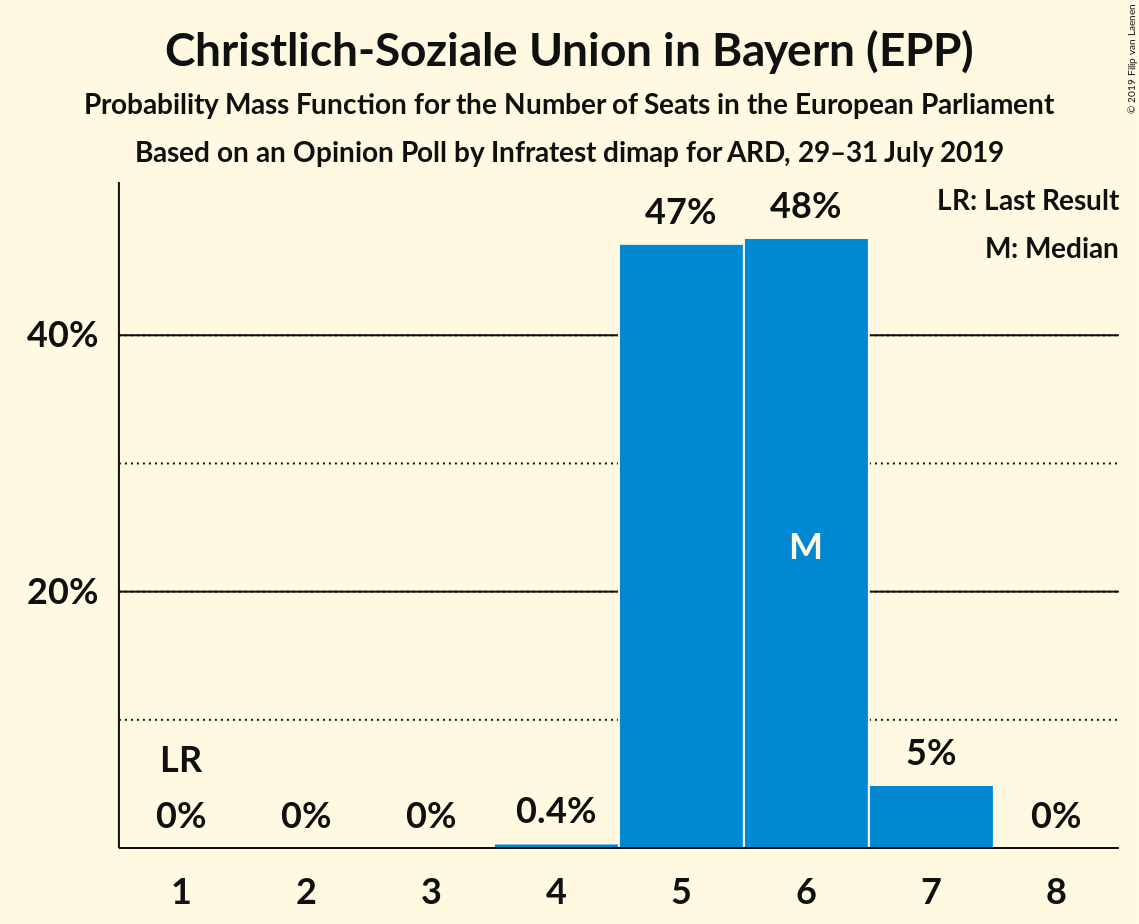 Christlich-Soziale Union in Bayern (EPP)
Probability Mass Function for the Number of Seats in the European Parliament
Based on an Opinion Poll by Infratest dimap for ARD, 29–31 July 2019
© 2019 Filip van Laenen
LR: Last Result
M: Median
47%
48%
40%
M
20%
LR
5%
0%
0%
0%
0.4%
0%
1
2
3
4
5
6
7
8